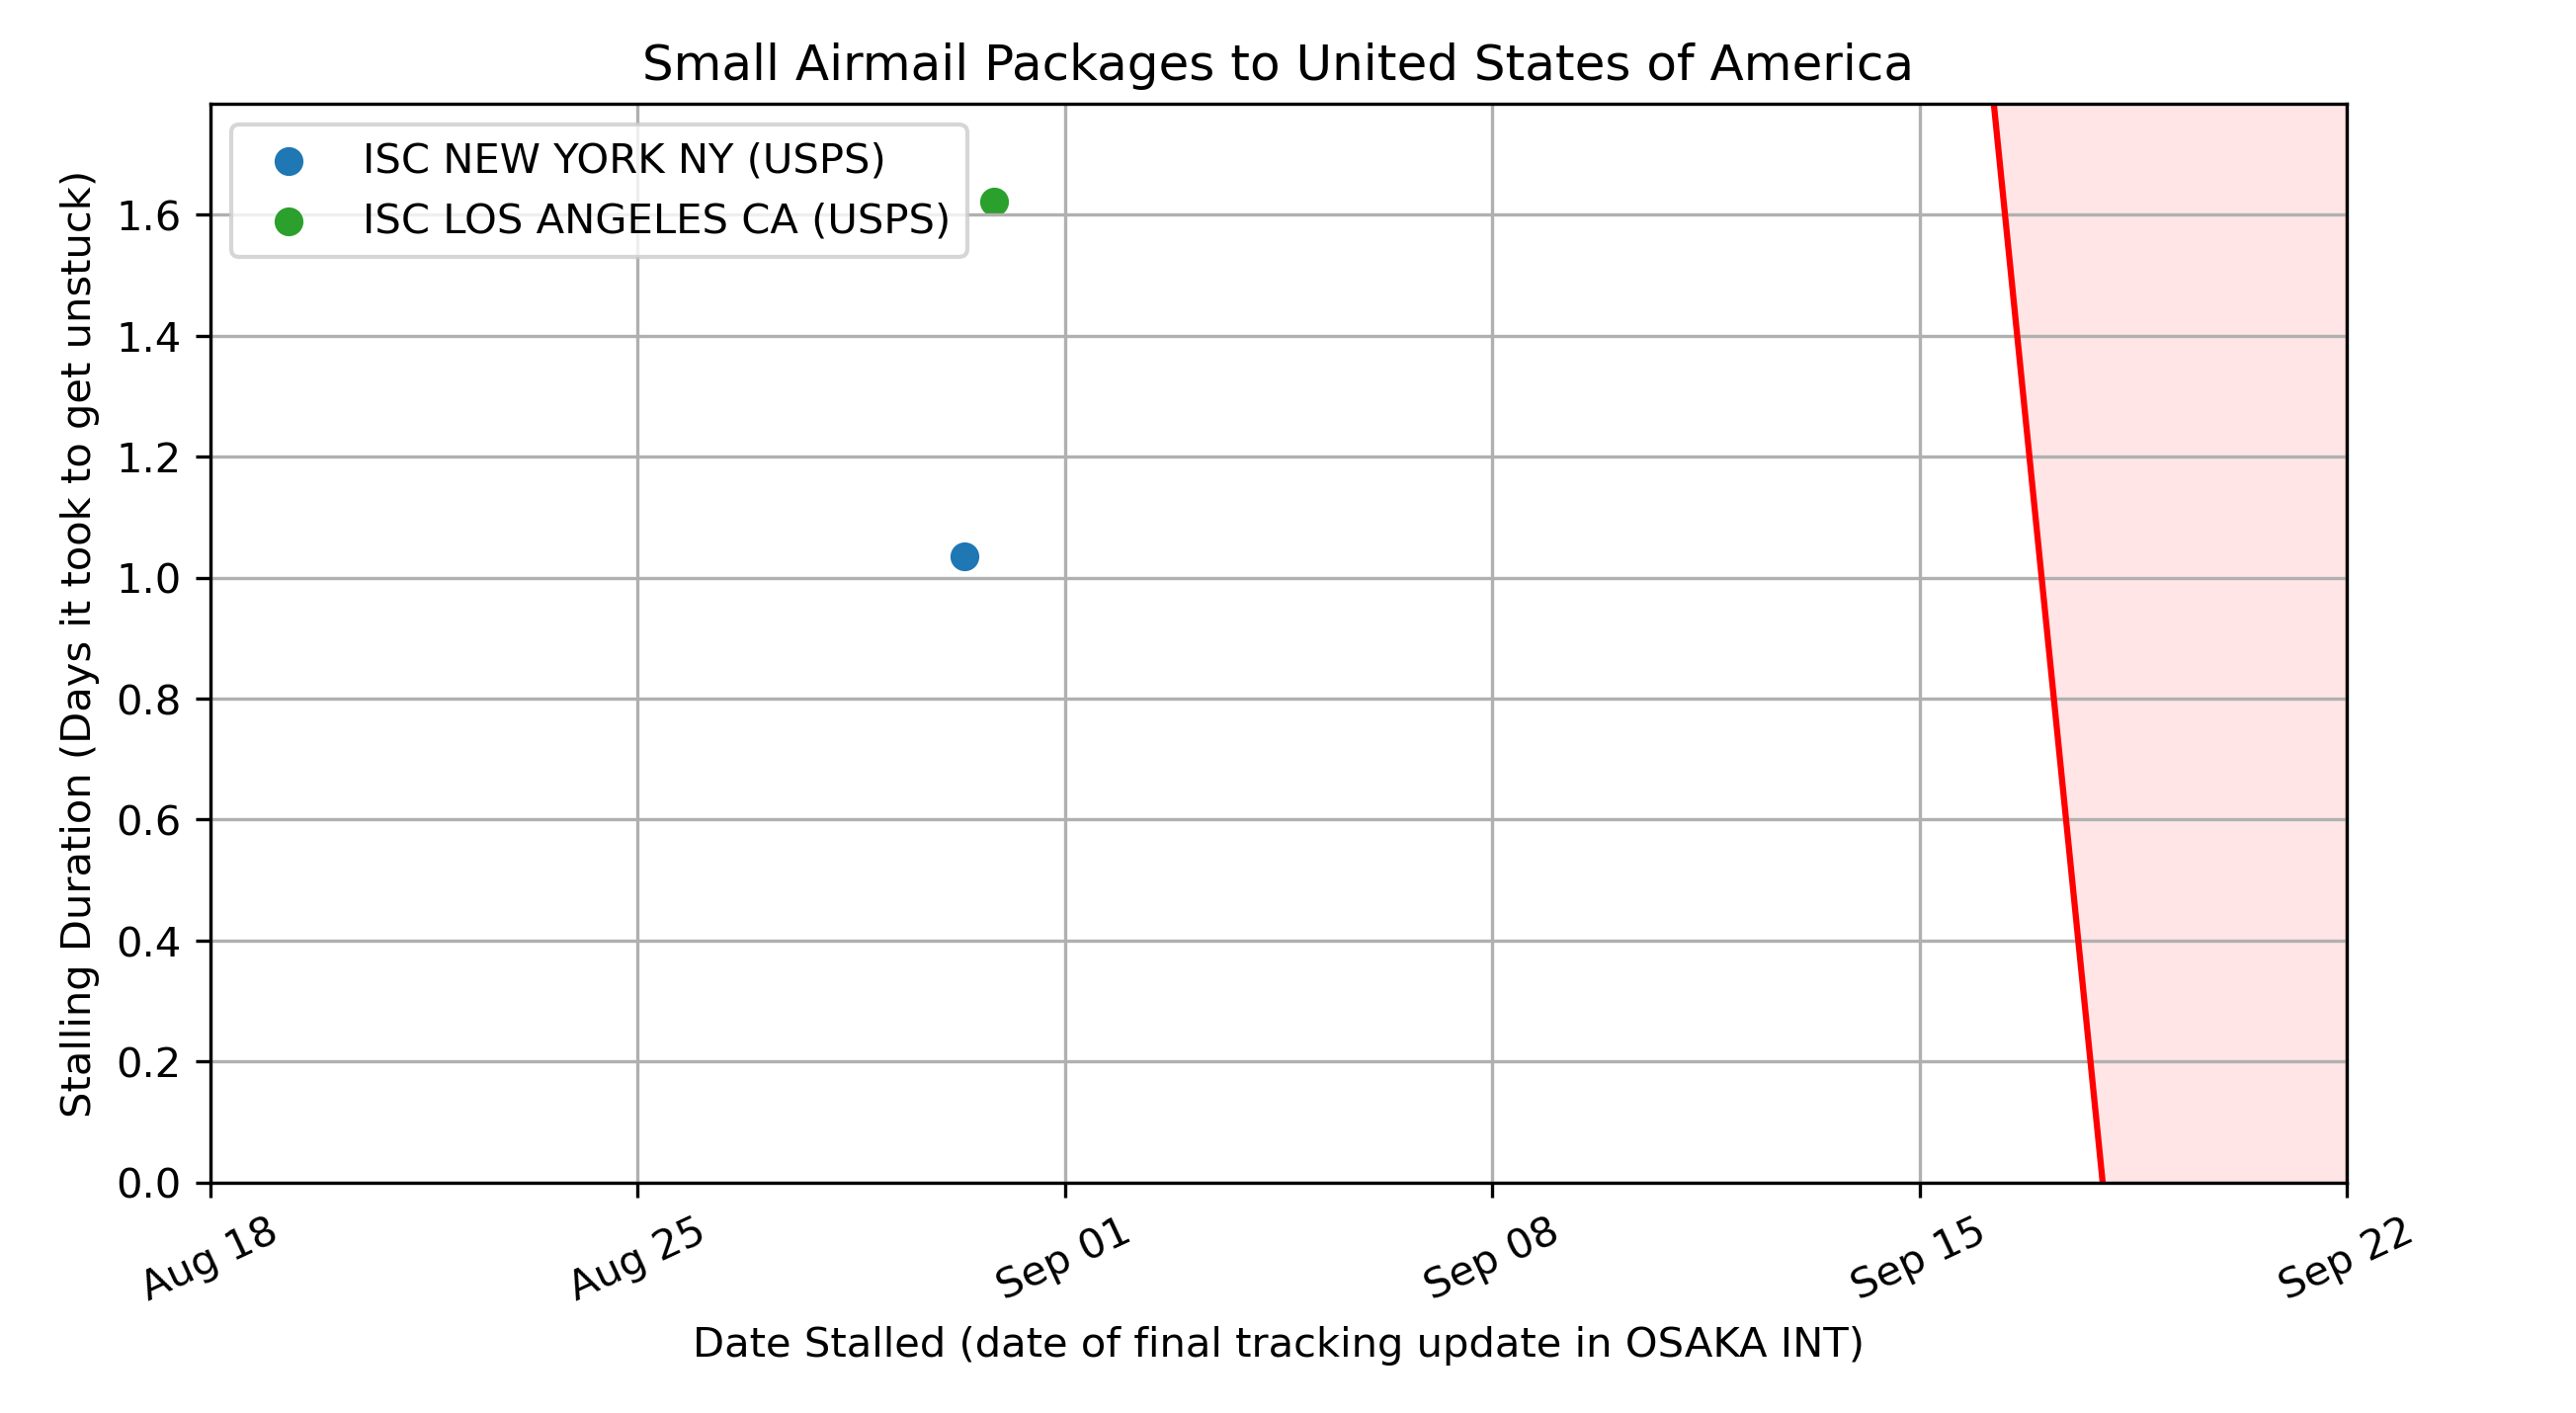 Small Airmail Packages to United States of America
ISC NEW YORK NY (USPS)
ISC LOS ANGELES CA (USPS)
Stalling Duration (Days it took to get unstuck)
1.6
1.4
1.2
1.0
0.8
0.6
0.4
0.2
0.0
Aug 18
Aug 25
Sep 01
Sep 08
Sep 15
Sep 22
Date Stalled (date of final tracking update in OSAKA INT)